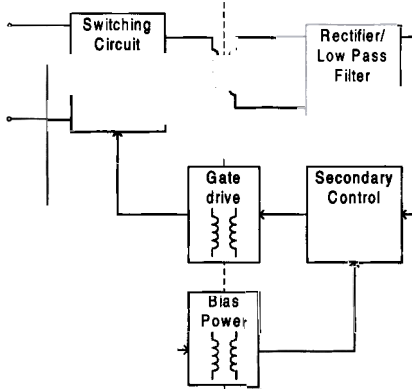 Switching
Circuit
Rectifier/
Low Pass
Filter
Gate
drive
Secondary
Control
Bias
Power